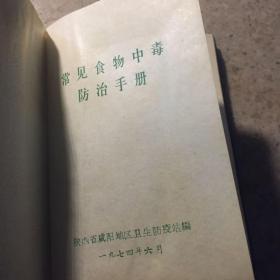 常见食物中毒
防治手册
陕西省咸阳地区卫生防疫站编
一九七四年六月